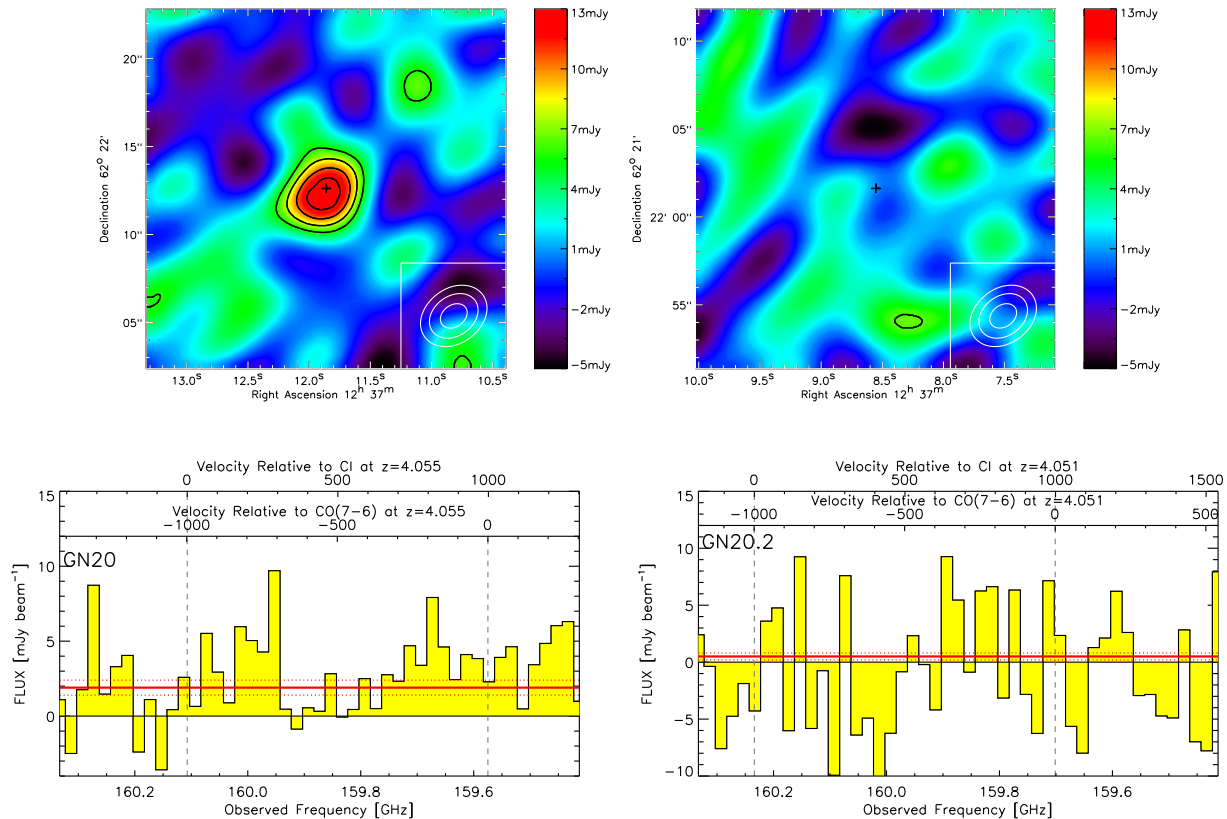 13mJy
10mJy
7mJy
4mJy
1mJy
−2mJy
−5mJy
20"
15"
10"
05"
Declination 62° 22'
13.0s 12.5s 12.0s 11.5s 11.0s 10.5s
Right Ascension 12h 37m
13mJy
10mJy
7mJy
4mJy
1mJy
−2mJy
−5mJy
10"
05"
22' 00"
55"
Declination 62° 21'
10.0s 9.5s 9.0s 8.5s 8.0s 7.5s
Right Ascension 12h 37m
Velocity Relative to CI at z=4.055
0 500 1000
Velocity Relative to CO(7−6) at z=4.055
−1000 −500 0
GN20
15
10
5
0
FLUX [mJy beam−1]
160.2 160.0 159.8 159.6
Observed Frequency [GHz]
Velocity Relative to CI at z=4.051
0 500 1000 1500
Velocity Relative to CO(7−6) at z=4.051
−1000 −500 0 500
GN20.2
15
10
5
0
−5
−10
FLUX [mJy beam−1]
160.2 160.0 159.8 159.6
Observed Frequency [GHz]